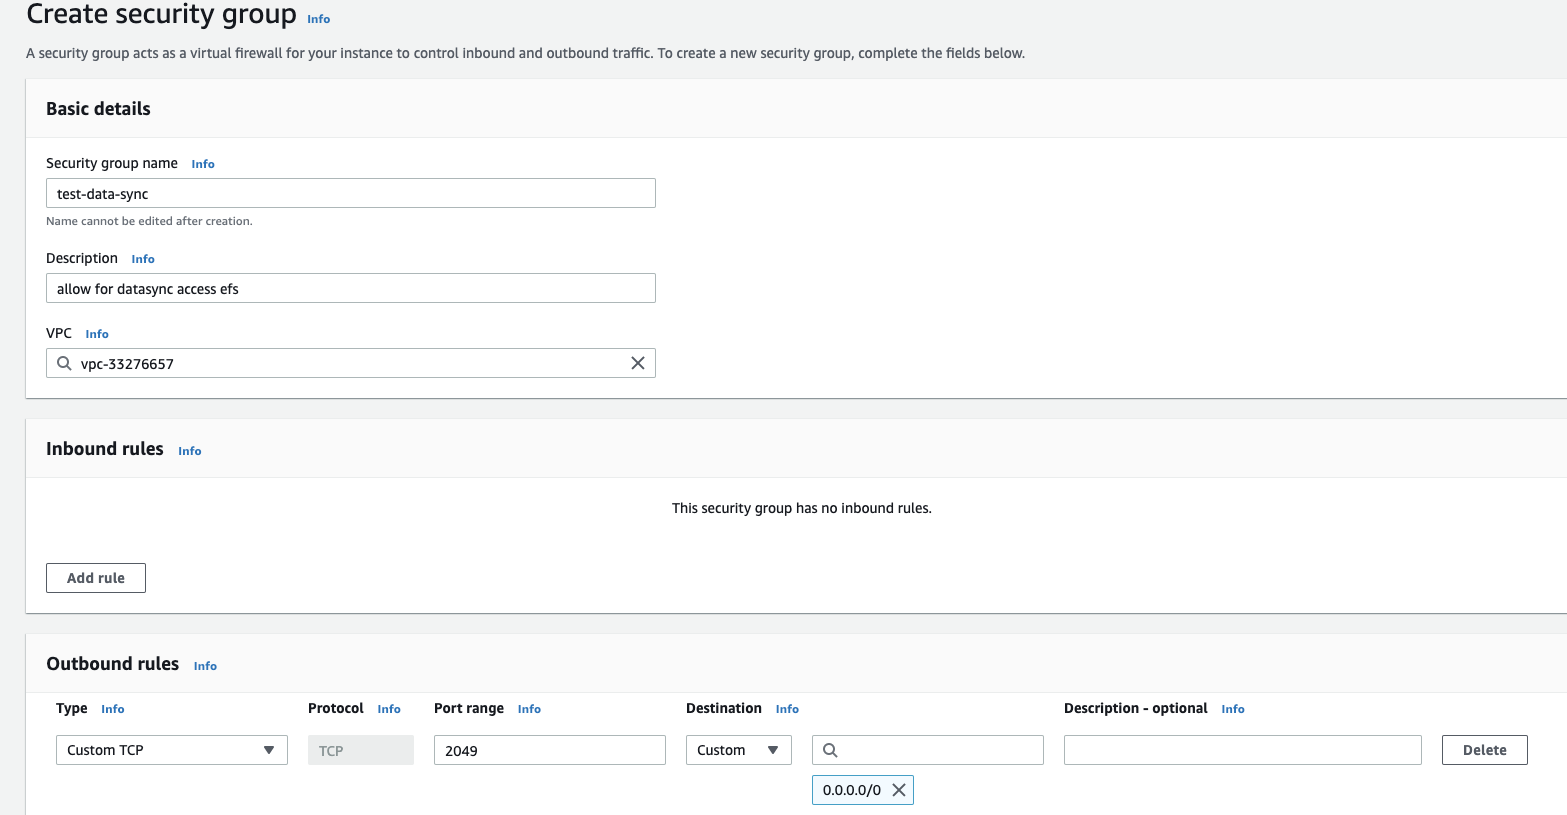 Create security group Info
A security group acts as a virtual firewall for your instance to control inbound and outbound traffic. To create a new security group, complete the fields below.
Basic details
Security group name Info
test-data-sync
Name cannot be edited after creation.
Description Info
allow for datasync access efs
VPC Info
vpc-33276657
Inbound rules Info
This security group has no inbound rules.
Add rule
Outbound rules Info
Type Info Protocol Info Port range Info Destination Info Description - optional Info
Custom TCP TCP 2049 Custom Delete
0.0.0.0/0